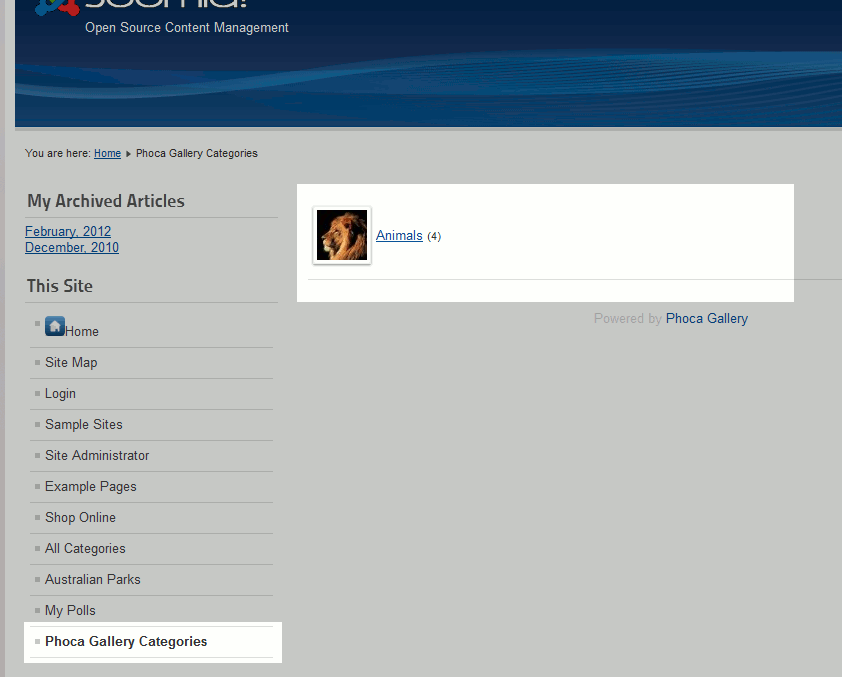 Joomla!
Open Source Content Management
You are here: Home Phoca Gallery Categories
My Archived Articles
February, 2012
December, 2010
This Site
Home
Site Map
Login
Sample Sites
Site Administrator
Example Pages
Shop Online
All Categories
Australian Parks
My Polls
Phoca Gallery Categories
Animals (4)
Powered by Phoca Gallery